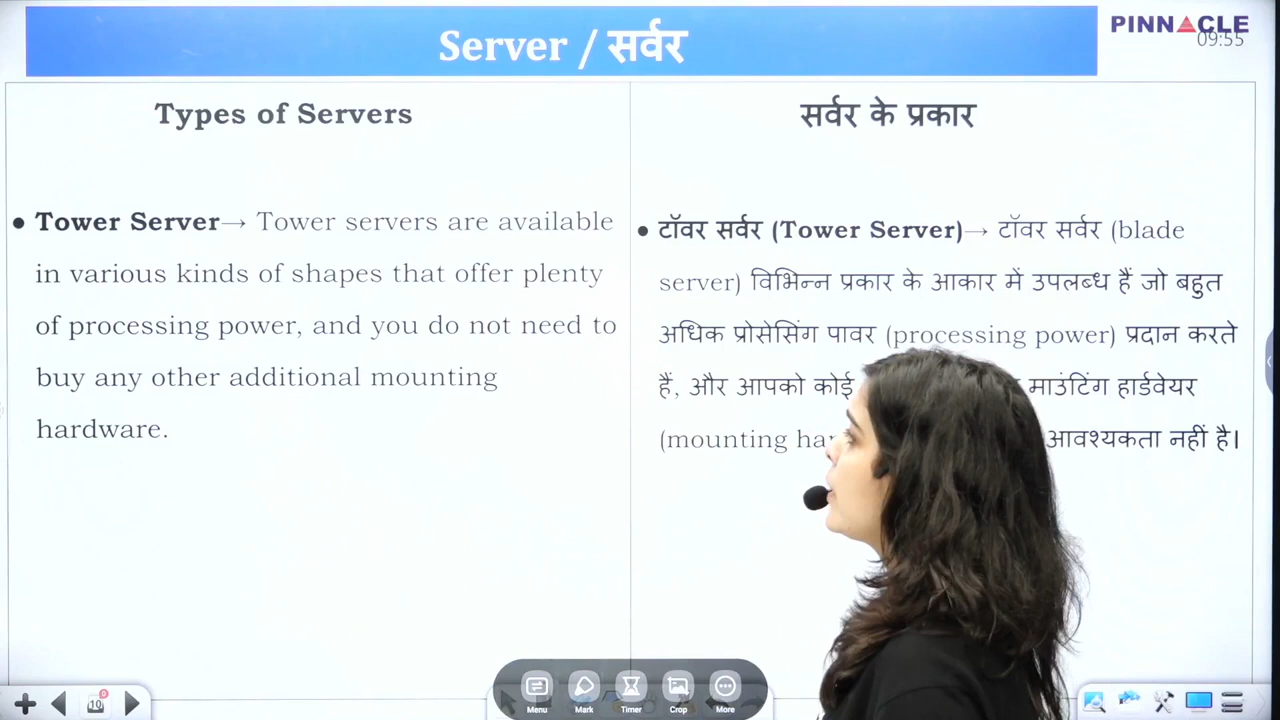 Server / सर्वर
PINNACLE
09:55
Types of Servers
● Tower Server→ Tower servers are available
in various kinds of shapes that offer plenty
of processing power, and you do not need to
buy any other additional mounting
hardware.
सर्वर के प्रकार
● टॉवर सर्वर (Tower Server)→ टॉवर सर्वर (blade
server) विभिन्न प्रकार के आकार में उपलब्ध हैं जो बहुत
अधिक प्रोसेसिंग पावर (processing power) प्रदान करते
हैं, और आपको कोई माउंटिंग हार्डवेयर
(mounting आवश्यकता नहीं है।
10
Menu
Mark
Timer
Crop
More